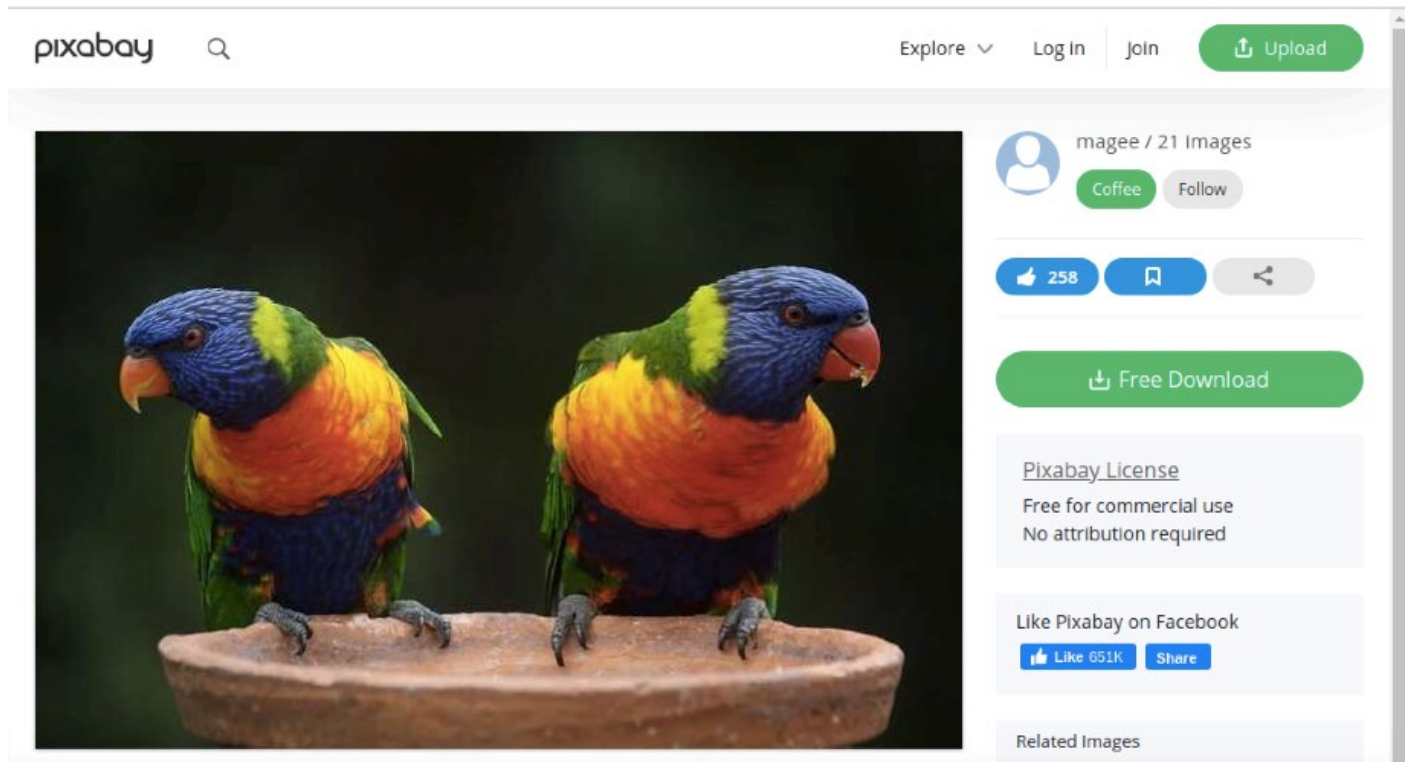 pixabay
Explore Log in Join Upload
magee / 21 Images
Coffee Follow
258
Free Download
Pixabay License
Free for commercial use
No attribution required
Like Pixabay on Facebook
Like 651K Share
Related Images